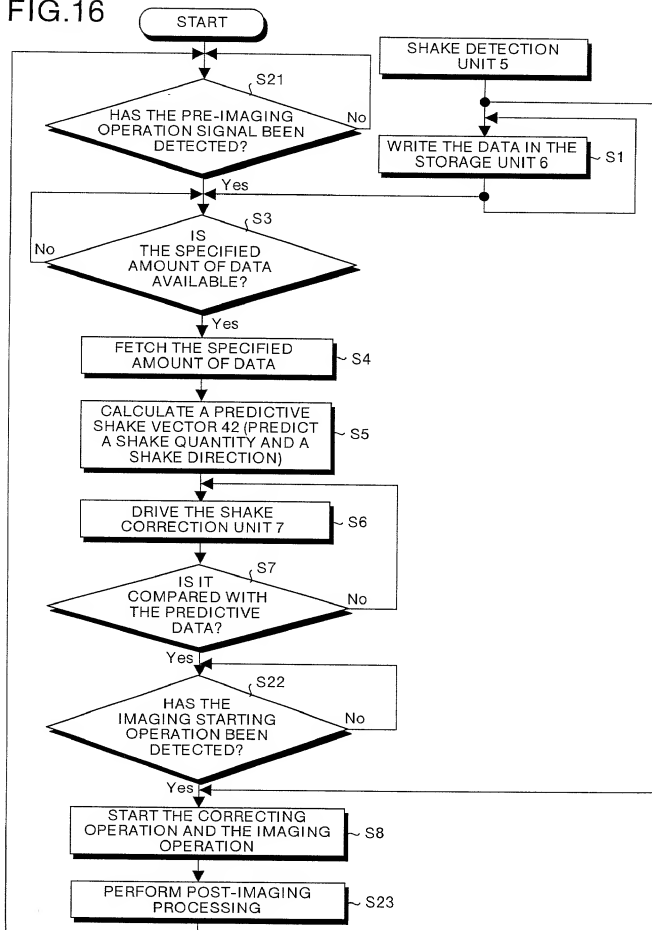 FIG.16
START
S21
HAS THE PRE-IMAGING
OPERATION SIGNAL BEEN
DETECTED?
No
Yes
SHAKE DETECTION
UNIT 5
WRITE THE DATA IN THE
STORAGE UNIT 6
S1
S3
IS
THE SPECIFIED
AMOUNT OF DATA
AVAILABLE?
No
Yes
FETCH THE SPECIFIED
AMOUNT OF DATA
S4
CALCULATE A PREDICTIVE
SHAKE VECTOR 42 (PREDICT
A SHAKE QUANTITY AND A
SHAKE DIRECTION)
S5
DRIVE THE SHAKE
CORRECTION UNIT 7
S6
S7
IS IT
COMPARED WITH
THE PREDICTIVE
DATA?
No
Yes
S22
HAS THE
IMAGING STARTING
OPERATION BEEN
DETECTED?
No
Yes
START THE CORRECTING
OPERATION AND THE IMAGING
OPERATION
S8
PERFORM POST-IMAGING
PROCESSING
S23